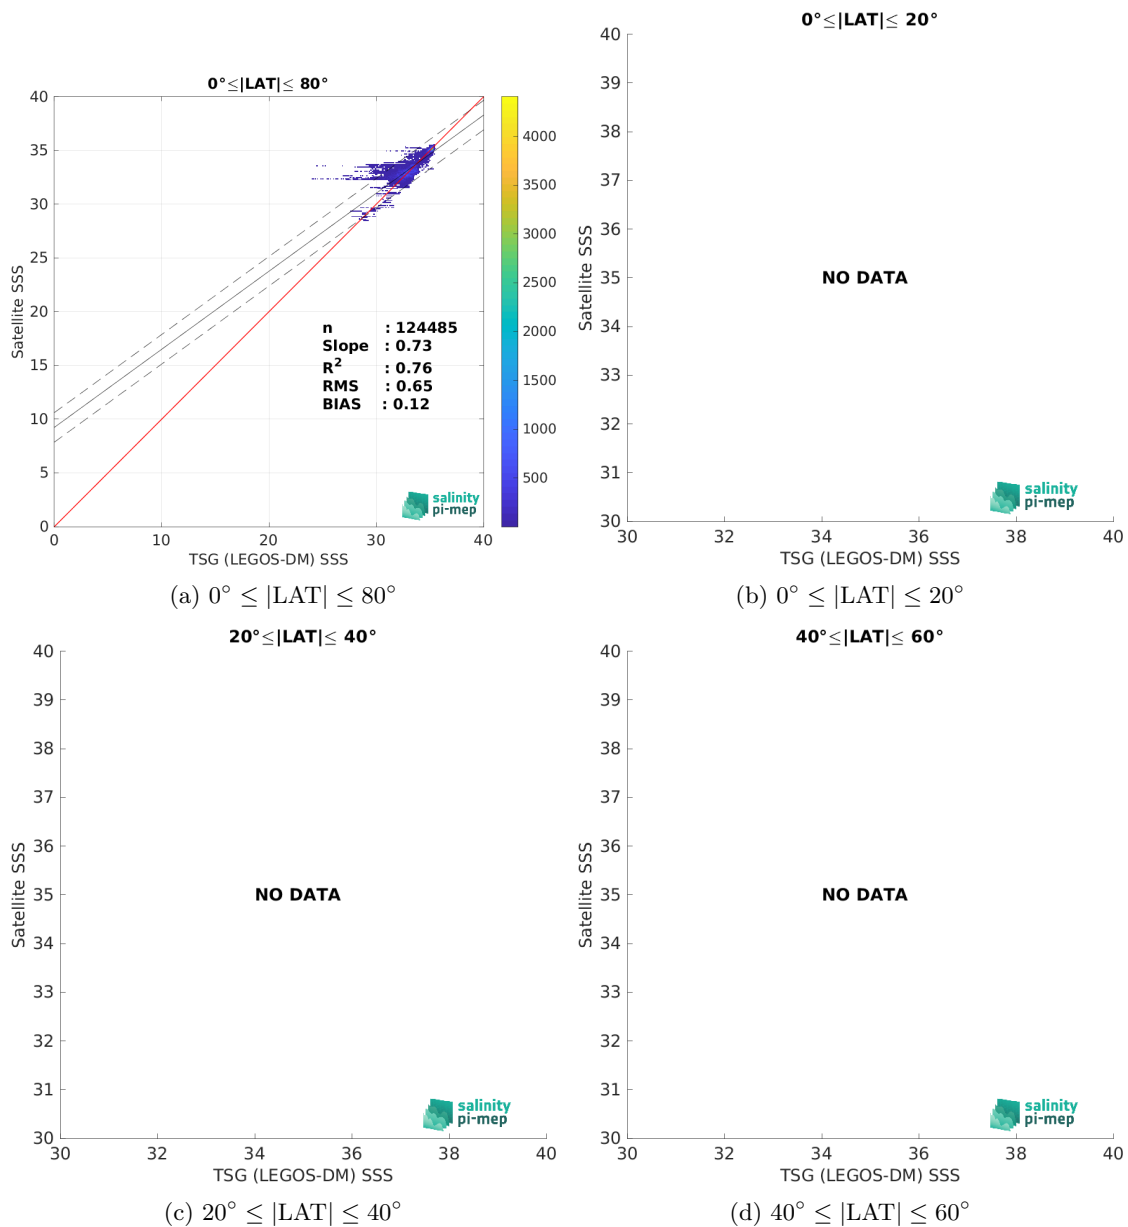 0°≤|LAT|≤ 80°
40
35
30
25
20
15
10
5
0
Satellite SSS
0
10
20
30
40
TSG (LEGOS-DM) SSS
4000
3500
3000
2500
2000
1500
1000
500
n : 124485
Slope : 0.73
R² : 0.76
RMS : 0.65
BIAS : 0.12
salinity
pi-mep
(a) 0° ≤ |LAT| ≤ 80°
0°≤|LAT|≤ 20°
40
39
38
37
36
35
34
33
32
31
30
Satellite SSS
NO DATA
salinity
pi-mep
30
32
34
36
38
40
TSG (LEGOS-DM) SSS
(b) 0° ≤ |LAT| ≤ 20°
20°≤|LAT|≤ 40°
40
39
38
37
36
35
34
33
32
31
30
Satellite SSS
NO DATA
salinity
pi-mep
30
32
34
36
38
40
TSG (LEGOS-DM) SSS
(c) 20° ≤ |LAT| ≤ 40°
40°≤|LAT|≤ 60°
40
39
38
37
36
35
34
33
32
31
30
Satellite SSS
NO DATA
salinity
pi-mep
30
32
34
36
38
40
TSG (LEGOS-DM) SSS
(d) 40° ≤ |LAT| ≤ 60°